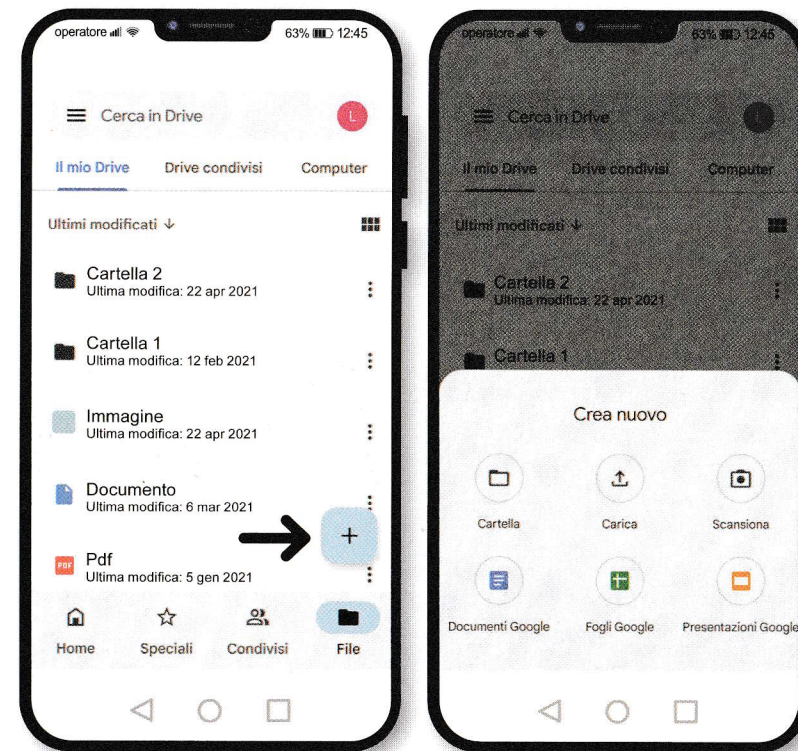 operatore 63% 12:45
Cerca in Drive L
Il mio Drive Drive condivisi Computer
Ultimi modificati ↓
Cartella 2
Ultima modifica: 22 apr 2021
Cartella 1
Ultima modifica: 12 feb 2021
Immagine
Ultima modifica: 22 apr 2021
Documento
Ultima modifica: 6 mar 2021
+
PDF
Pdf
Ultima modifica: 5 gen 2021
Home Speciali Condivisi File
operatore 63% 12:45
Cerca in Drive L
Il mio Drive Drive condivisi Computer
Ultimi modificati ↓
Cartella 2
Ultima modifica: 22 apr 2021
Cartella 1
Crea nuovo
Cartella Carica Scansiona
Documenti Google Fogli Google Presentazioni Google